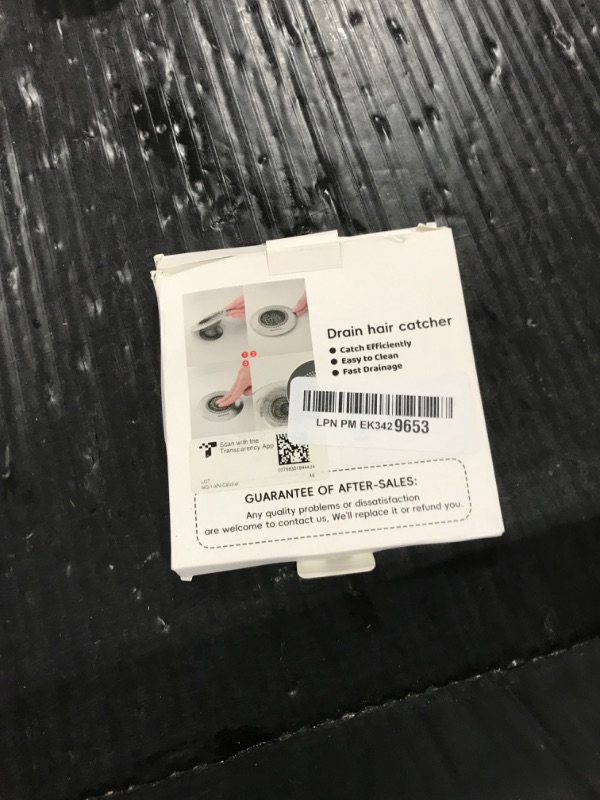 Drain hair catcher
Catch Efficiently
Easy to Clean
Fast Drainage
LPN PM EK3429653
Scan with the
Transparency App
LOT
GUARANTEE OF AFTER-SALES:
Any quality problems or dissatisfaction
are welcome to contact us, We'll replace it or refund you.